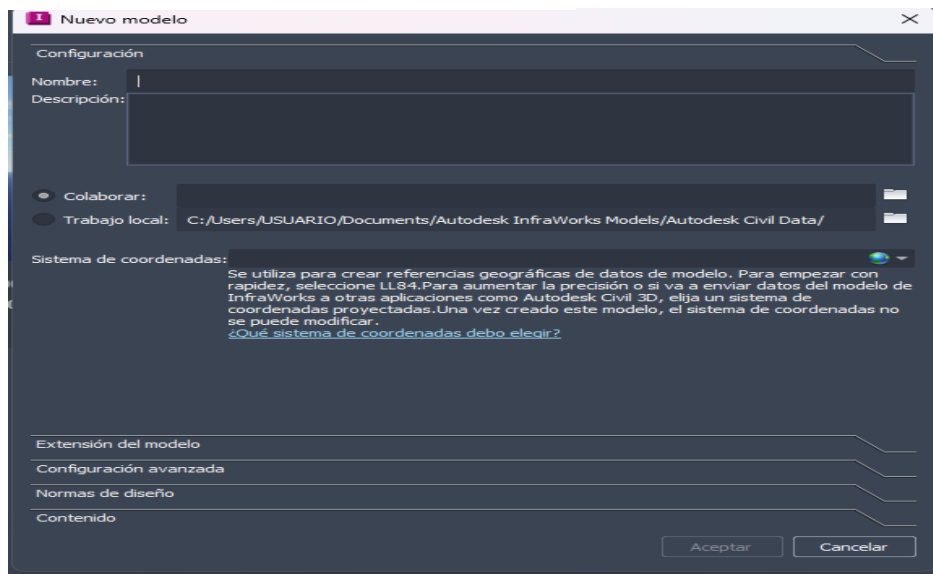 Nuevo modelo
Configuración
Nombre:
Descripción:
Colaborar:
Trabajo local: C:/Users/USUARIO/Documents/Autodesk InfraWorks Models/Autodesk Civil Data/
Sistema de coordenadas:
Se utiliza para crear referencias geográficas de datos de modelo. Para empezar con
rapidez, seleccione LL84.Para aumentar la precisión o si va a enviar datos del modelo de
InfraWorks a otras aplicaciones como Autodesk Civil 3D, elija un sistema de
coordenadas proyectadas.Una vez creado este modelo, el sistema de coordenadas no
se puede modificar.
¿Qué sistema de coordenadas debo elegir?
Extensión del modelo
Configuración avanzada
Normas de diseño
Contenido
Aceptar
Cancelar